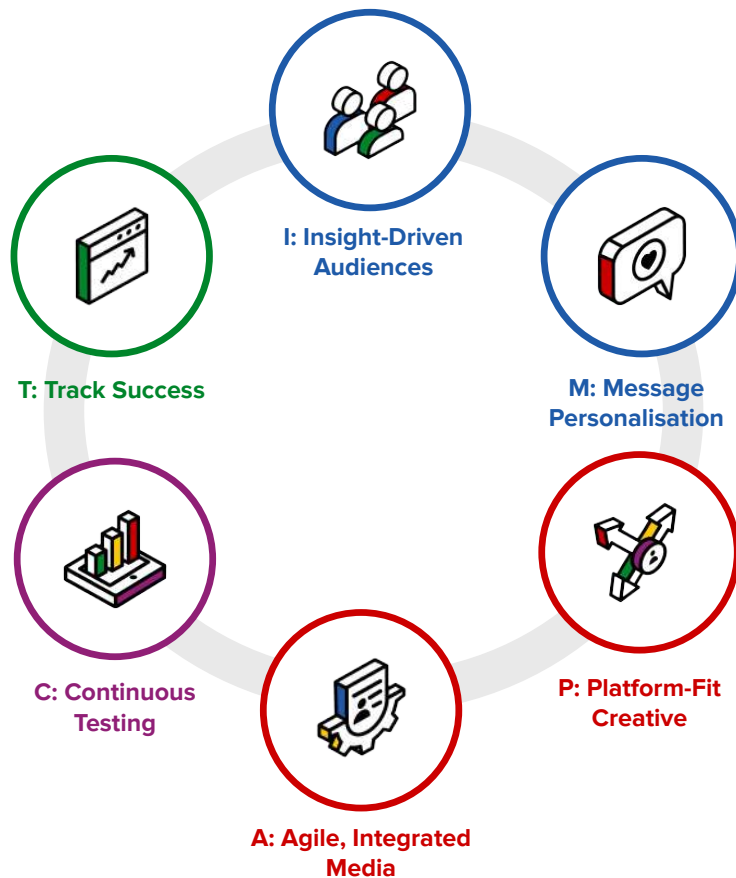 I: Insight-Driven
Audiences
M: Message
Personalisation
P: Platform-Fit
Creative
A: Agile, Integrated
Media
C: Continuous
Testing
T: Track Success